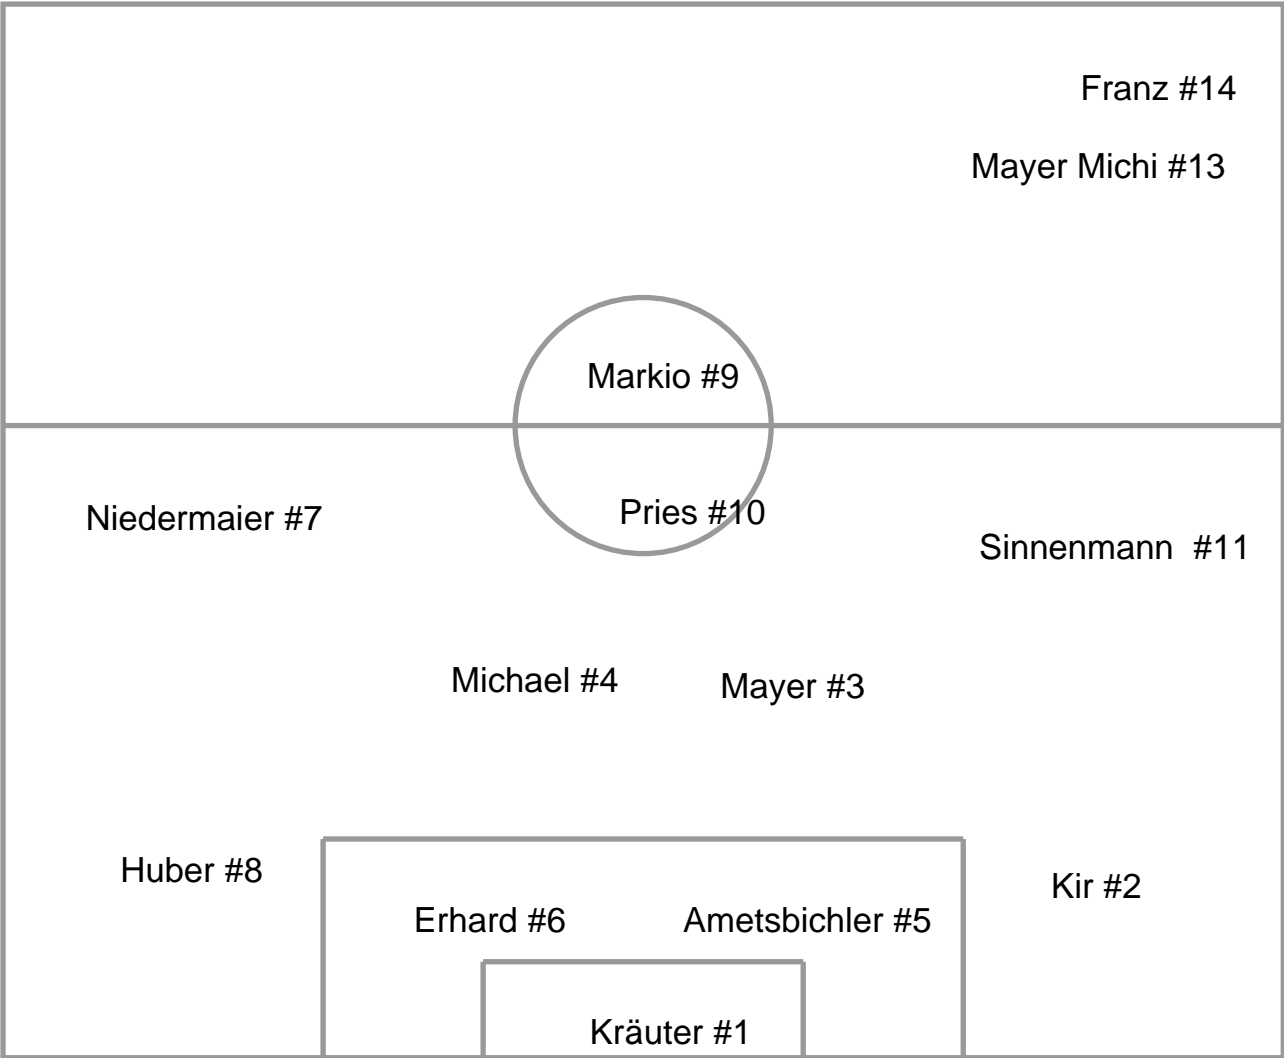 Franz #14
Mayer Michi #13
Markio #9
Niedermaier #7
Pries #10
Sinnenmann  #11
Michael #4
Mayer #3
Huber #8
Kir #2
Erhard #6
Ametsbichler #5
Kräuter #1